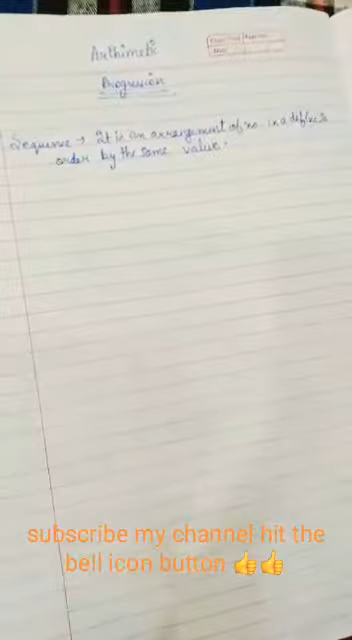 Arthimetic
Progression
Sequence → It is an arrangement of no. in a definite
order by the same value.
subscribe my channel hit the
bell icon button 👍👍